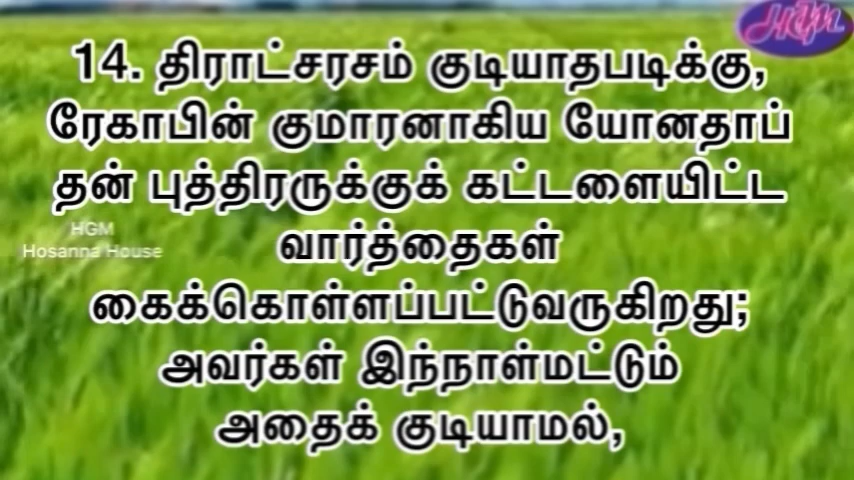 HGM
14. திராட்சரசம் குடியாதபடிக்கு,
ரேகாபின் குமாரனாகிய யோனதாப்
தன் புத்திரருக்குக் கட்டளையிட்ட
HGM
Hosanna House
வார்த்தைகள்
கைக்கொள்ளப்பட்டுவருகிறது;
அவர்கள் இந்நாள்மட்டும்
அதைக் குடியாமல்,